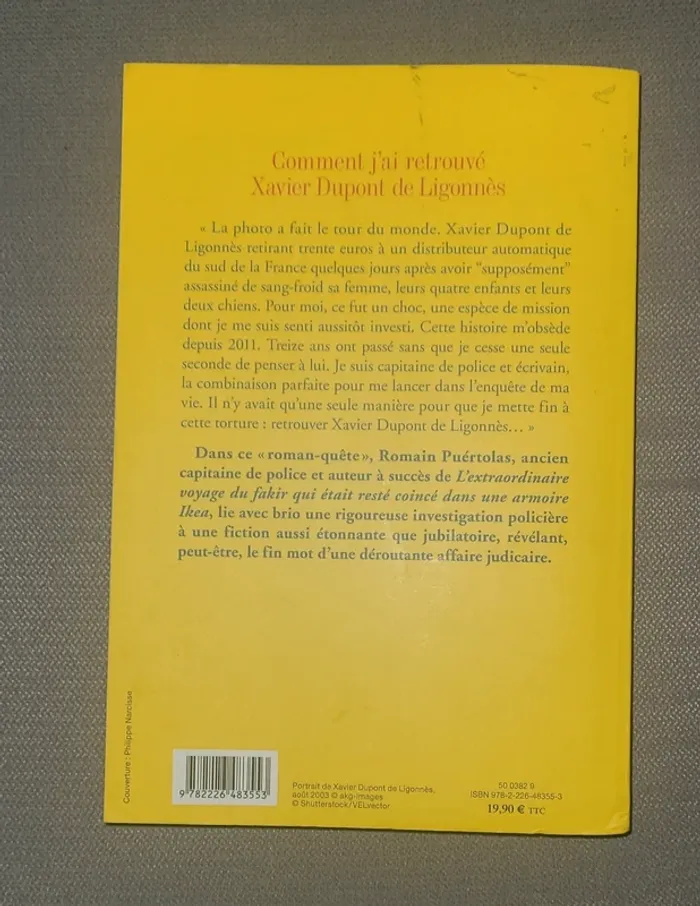 Comment j'ai retrouvé
Xavier Dupont de Ligonnès
« La photo a fait le tour du monde. Xavier Dupont de
Ligonnès retirant trente euros à un distributeur automatique
du sud de la France quelques jours après avoir "supposément"
assassiné de sang-froid sa femme, leurs quatre enfants et leurs
deux chiens. Pour moi, ce fut un choc, une espèce de mission
dont je me suis senti aussitôt investi. Cette histoire m'obsède
depuis 2011. Treize ans ont passé sans que je cesse une seule
seconde de penser à lui. Je suis capitaine de police et écrivain,
la combinaison parfaite pour me lancer dans l'enquête de ma
vie. Il n'y avait qu'une seule manière pour que je mette fin à
cette torture : retrouver Xavier Dupont de Ligonnès... »
Dans ce « roman-quête », Romain Puértolas, ancien
capitaine de police et auteur à succès de L'extraordinaire
voyage du fakir qui était resté coincé dans une armoire
Ikea, lie avec brio une rigoureuse investigation policière
à une fiction aussi étonnante que jubilatoire, révélant,
peut-être, le fin mot d'une déroutante affaire judicaire.
Couverture : Philippe Narcisse
9 782226 483553
Portrait de Xavier Dupont de Ligonnès,
août 2003 © akg-images
© Shutterstock/VELvector
50 0382 9
ISBN 978-2-226-48355-3
19,90 € TTC